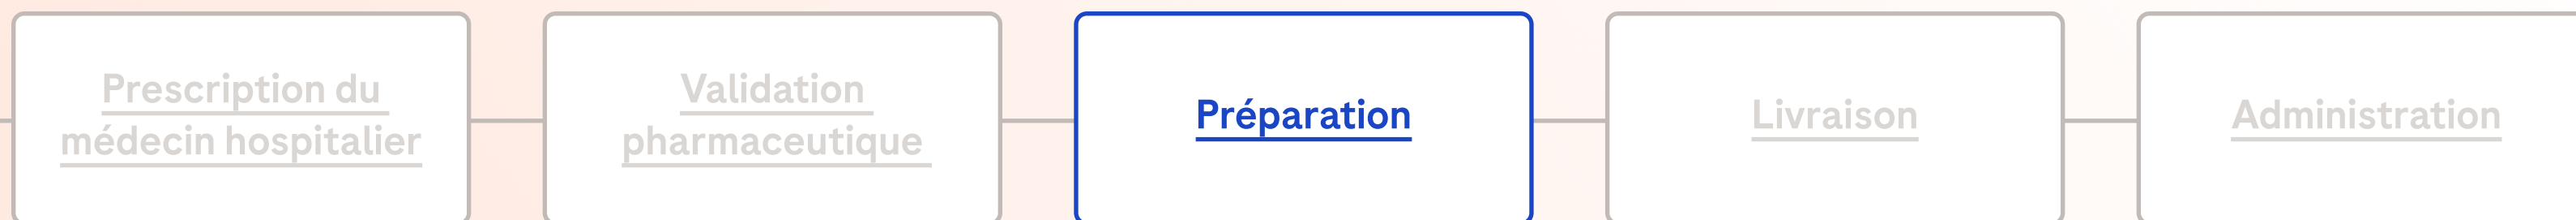 Prescription du
médecin hospitalier
Validation
pharmaceutique
Préparation
Livraison
Administration